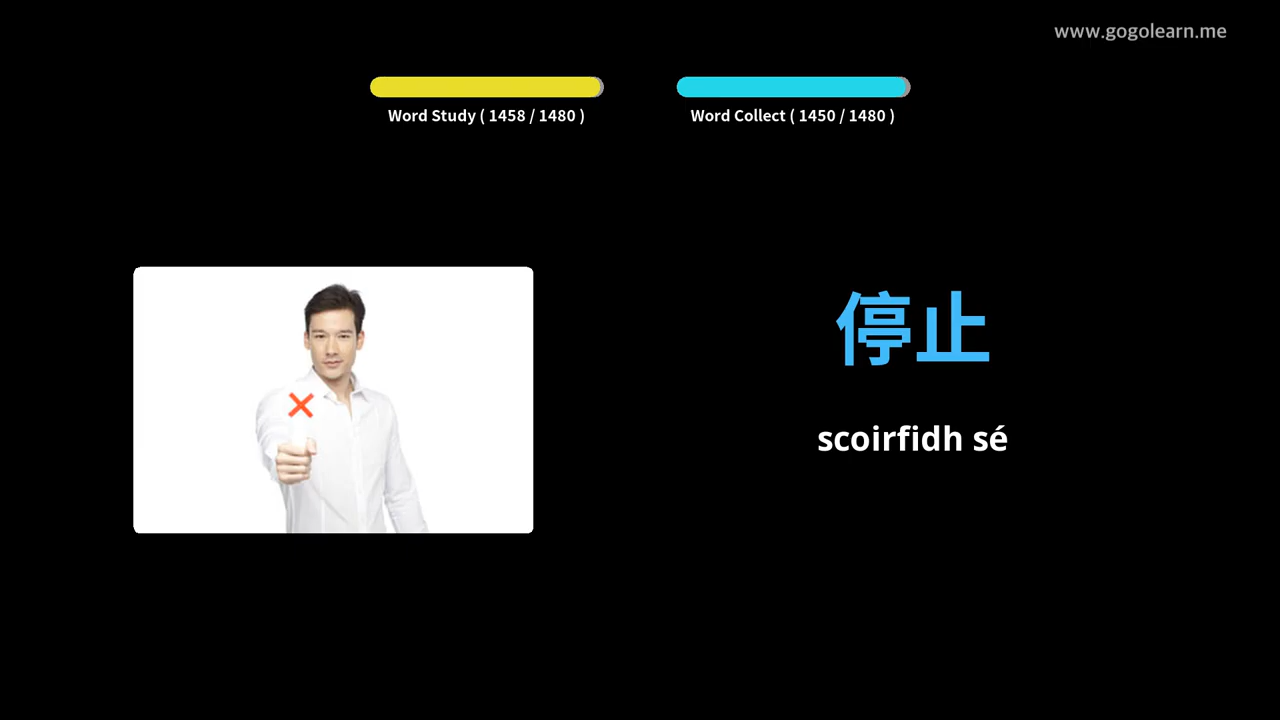 www.gogolearn.me
Word Study ( 1458 / 1480 )
Word Collect ( 1450 / 1480 )
停止
scoirfidh sé